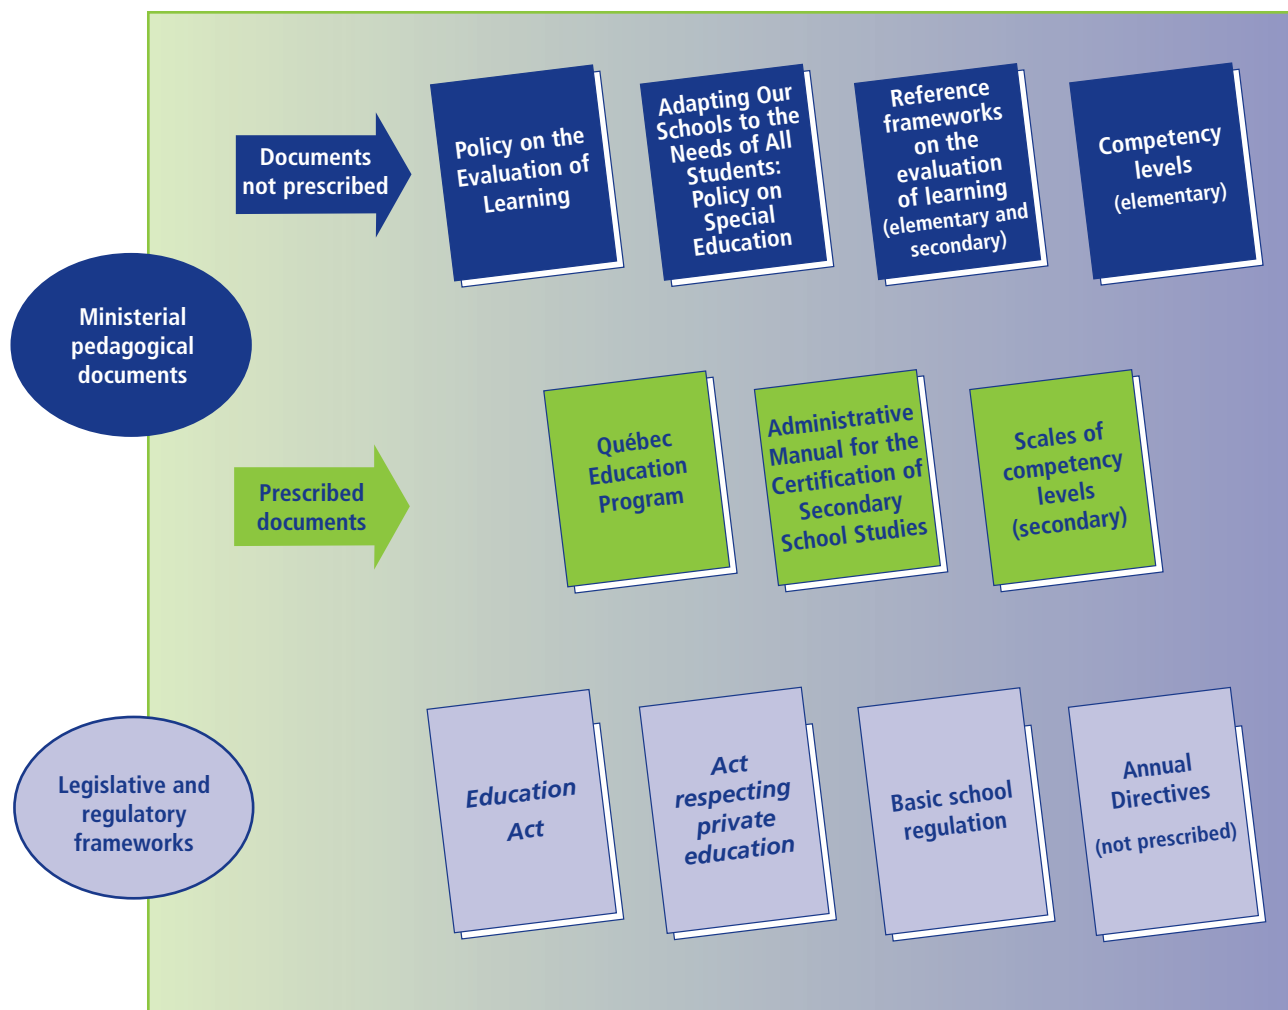 Documents
not prescribed
Policy on the
Evaluation of
Learning
Adapting Our
Schools to the
Needs of All
Students:
Policy on
Special
Education
Reference
frameworks
on the
evaluation
of learning
(elementary and
secondary)
Competency
levels
(elementary)
Ministerial
pedagogical
documents
Prescribed
documents
Québec
Education
Program
Administrative
Manual for the
Certification of
Secondary
School Studies
Scales of
competency
levels
(secondary)
Legislative and
regulatory
frameworks
Education
Act
Act
respecting
private
education
Basic school
regulation
Annual
Directives
(not prescribed)